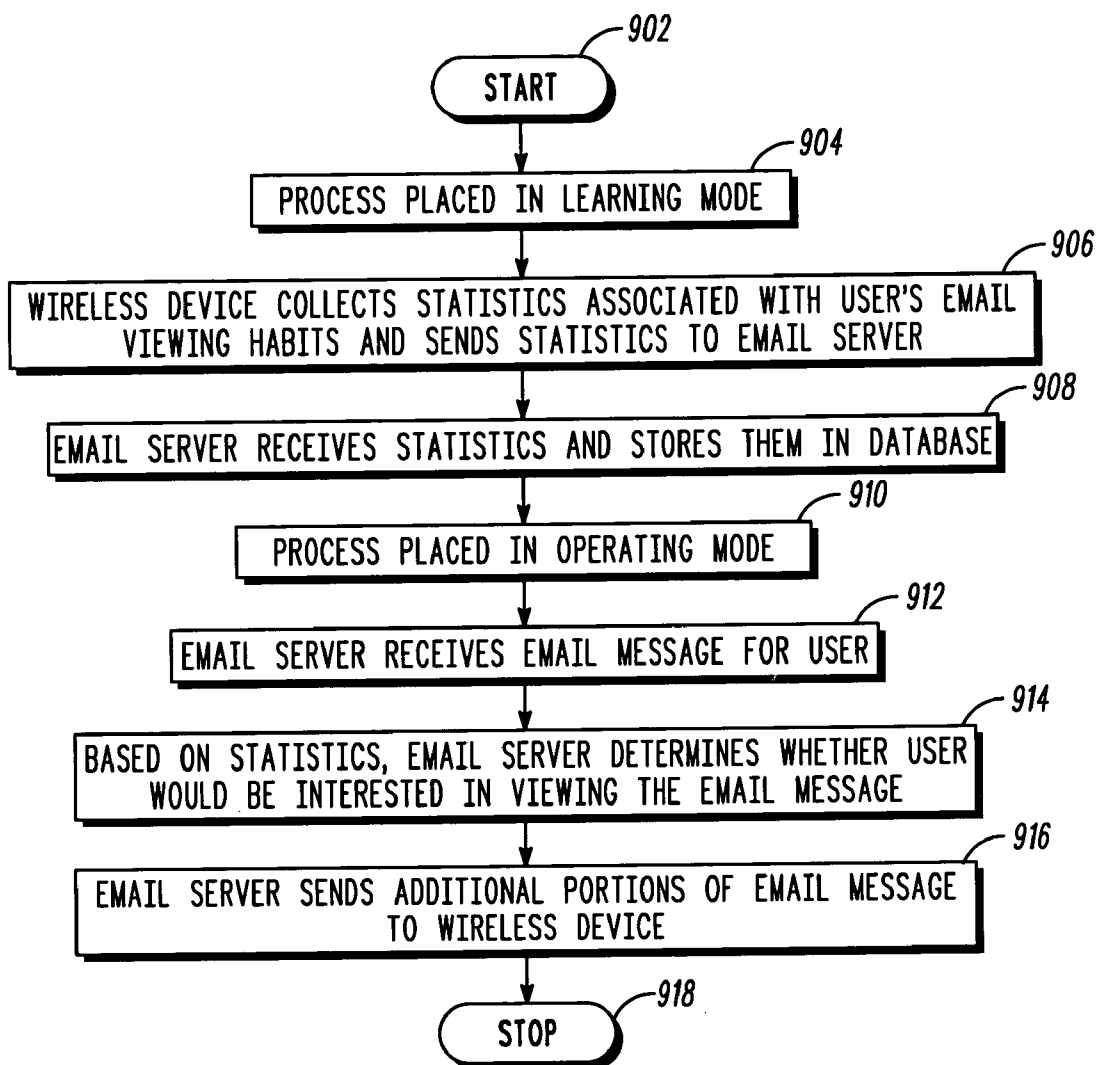 902
START
904
PROCESS PLACED IN LEARNING MODE
906
WIRELESS DEVICE COLLECTS STATISTICS ASSOCIATED WITH USER'S EMAIL
VIEWING HABITS AND SENDS STATISTICS TO EMAIL SERVER
908
EMAIL SERVER RECEIVES STATISTICS AND STORES THEM IN DATABASE
910
PROCESS PLACED IN OPERATING MODE
912
EMAIL SERVER RECEIVES EMAIL MESSAGE FOR USER
914
BASED ON STATISTICS, EMAIL SERVER DETERMINES WHETHER USER
WOULD BE INTERESTED IN VIEWING THE EMAIL MESSAGE
916
EMAIL SERVER SENDS ADDITIONAL PORTIONS OF EMAIL MESSAGE
TO WIRELESS DEVICE
918
STOP